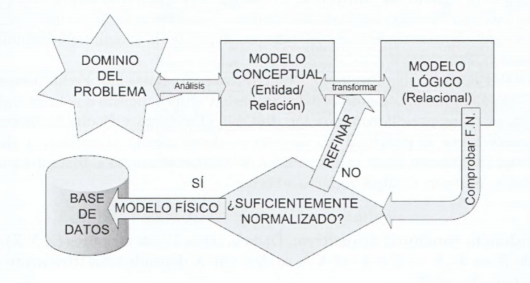 DOMINIO
DEL
PROBLEMA
Análisis
MODELO
CONCEPTUAL
(Entidad/
Relación)
transformar
MODELO
LÓGICO
(Relacional)
Comprobar F.N.
REFINAR
NO
¿SUFICIENTEMENTE
NORMALIZADO?
SÍ
MODELO FÍSICO
BASE
DE
DATOS